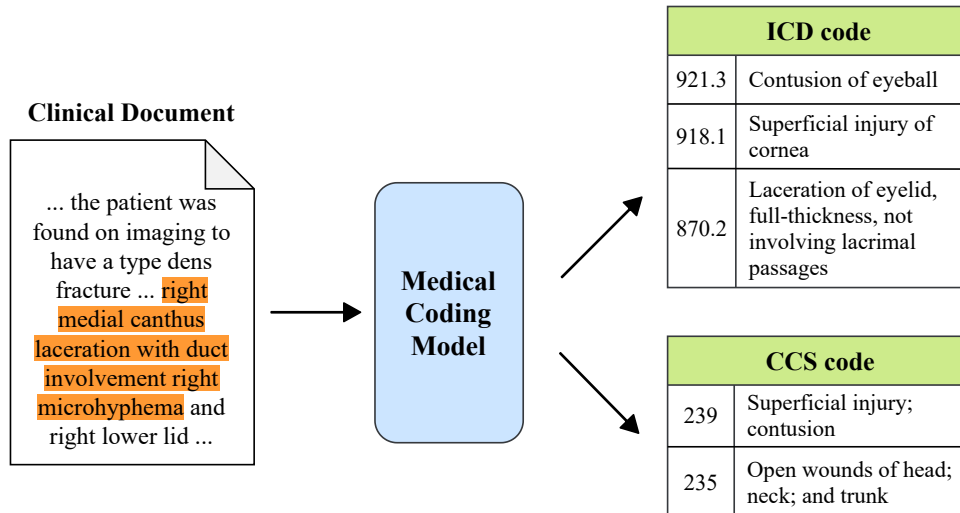 Clinical Document
... the patient was
found on imaging to
have a type dens
fracture ... right
medial canthus
laceration with duct
involvement right
microhyphema and
right lower lid ...
Medical
Coding
Model
ICD code
921.3 Contusion of eyeball
918.1 Superficial injury of
cornea
870.2 Laceration of eyelid,
full-thickness, not
involving lacrimal
passages
CCS code
239 Superficial injury;
contusion
235 Open wounds of head;
neck; and trunk